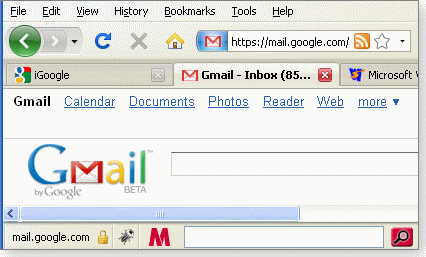 File Edit View History Bookmarks Tools Help
https://mail.google.com/
iGoogle Gmail - Inbox (85... Microsoft
Gmail Calendar Documents Photos Reader Web more ▼
Gmail™
by Google BETA
mail.google.com M